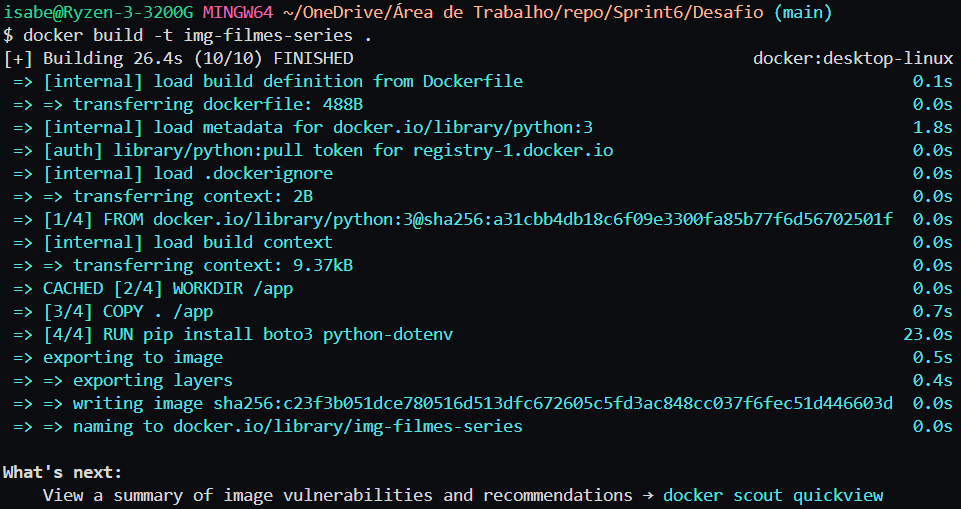 isabe@Ryzen-3-3200G MINGW64 ~/OneDrive/Área de Trabalho/repo/Sprint6/Desafio (main)
$ docker build -t img-filmes-series .
[+] Building 26.4s (10/10) FINISHED docker:desktop-linux
=> [internal] load build definition from Dockerfile 0.1s
=> => transferring dockerfile: 488B 0.0s
=> [internal] load metadata for docker.io/library/python:3 1.8s
=> [auth] library/python:pull token for registry-1.docker.io 0.0s
=> [internal] load .dockerignore 0.0s
=> => transferring context: 2B 0.0s
=> [1/4] FROM docker.io/library/python:3@sha256:a31cbb4db18c6f09e3300fa85b77f6d56702501f 0.0s
=> [internal] load build context 0.0s
=> => transferring context: 9.37kB 0.0s
=> CACHED [2/4] WORKDIR /app 0.0s
=> [3/4] COPY . /app 0.7s
=> [4/4] RUN pip install boto3 python-dotenv 23.0s
=> exporting to image 0.5s
=> => exporting layers 0.4s
=> => writing image sha256:c23f3b051dce780516d513dfc672605c5fd3ac848cc037f6fec51d446603d 0.0s
=> => naming to docker.io/library/img-filmes-series 0.0s
What's next:
View a summary of image vulnerabilities and recommendations → docker scout quickview